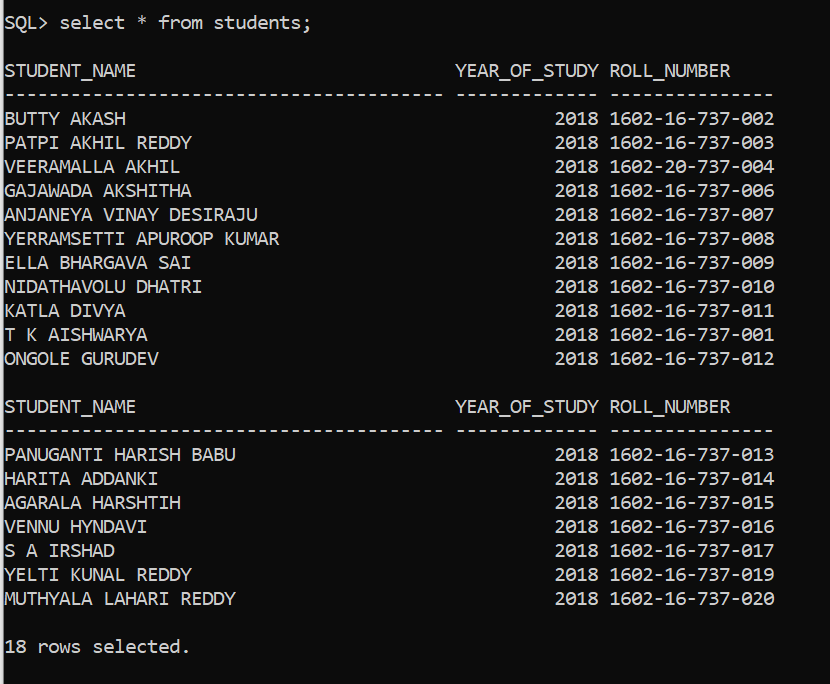 SQL> select * from students;
STUDENT_NAME                             YEAR_OF_STUDY ROLL_NUMBER
---------------------------------------- ------------- ---------------
BUTTY AKASH                                       2018 1602-16-737-002
PATPI AKHIL REDDY                                 2018 1602-16-737-003
VEERAMALLA AKHIL                                  2018 1602-20-737-004
GAJAWADA AKSHITHA                                 2018 1602-16-737-006
ANJANEYA VINAY DESIRAJU                           2018 1602-16-737-007
YERRAMSETTI APUROOP KUMAR                         2018 1602-16-737-008
ELLA BHARGAVA SAI                                 2018 1602-16-737-009
NIDATHAVOLU DHATRI                                2018 1602-16-737-010
KATLA DIVYA                                       2018 1602-16-737-011
T K AISHWARYA                                     2018 1602-16-737-001
ONGOLE GURUDEV                                    2018 1602-16-737-012
STUDENT_NAME                             YEAR_OF_STUDY ROLL_NUMBER
---------------------------------------- ------------- ---------------
PANUGANTI HARISH BABU                             2018 1602-16-737-013
HARITA ADDANKI                                    2018 1602-16-737-014
AGARALA HARSHTIH                                  2018 1602-16-737-015
VENNU HYNDAVI                                     2018 1602-16-737-016
S A IRSHAD                                        2018 1602-16-737-017
YELTI KUNAL REDDY                                 2018 1602-16-737-019
MUTHYALA LAHARI REDDY                             2018 1602-16-737-020
18 rows selected.